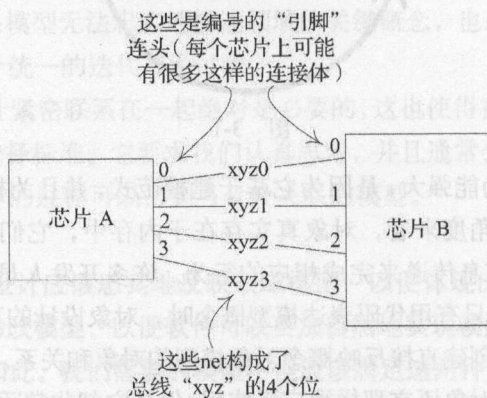 这些是编号的“引脚”
连头（每个芯片上可能
有很多这样的连接体）
芯片 A
0
1
2
3
xyz0
xyz1
xyz2
xyz3
0
1
2
3
芯片 B
这些net构成了
总线“xyz”的4个位